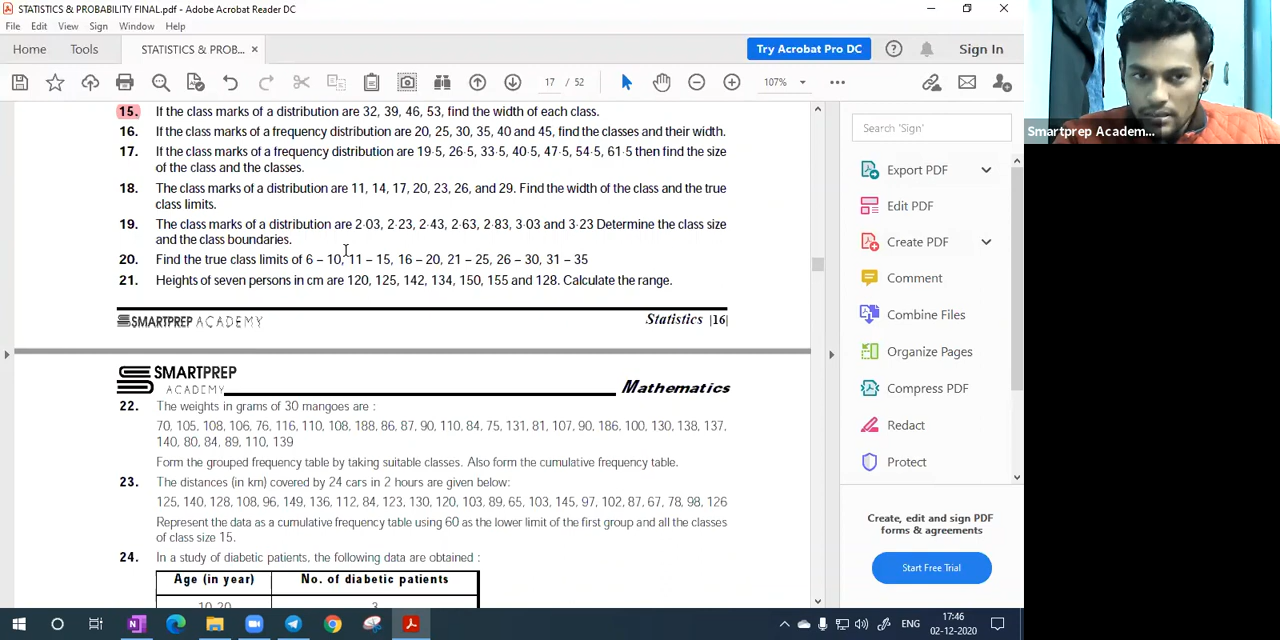 STATISTICS & PROBABILITY FINAL.pdf - Adobe Acrobat Reader DC
File Edit View Sign Window Help
Home Tools STATISTICS & PROB... × Try Acrobat Pro DC Sign In
17 / 52 107%
15. If the class marks of a distribution are 32, 39, 46, 53, find the width of each class.
16. If the class marks of a frequency distribution are 20, 25, 30, 35, 40 and 45, find the classes and their width.
17. If the class marks of a frequency distribution are 19·5, 26·5, 33·5, 40·5, 47·5, 54·5, 61·5 then find the size
of the class and the classes.
18. The class marks of a distribution are 11, 14, 17, 20, 23, 26, and 29. Find the width of the class and the true
class limits.
19. The class marks of a distribution are 2·03, 2·23, 2·43, 2·63, 2·83, 3·03 and 3·23 Determine the class size
and the class boundaries.
20. Find the true class limits of 6 – 10, 11 – 15, 16 – 20, 21 – 25, 26 – 30, 31 – 35
21. Heights of seven persons in cm are 120, 125, 142, 134, 150, 155 and 128. Calculate the range.
SMARTPREP ACADEMY Statistics |16|
SMARTPREP
ACADEMY Mathematics
22. The weights in grams of 30 mangoes are :
70, 105, 108, 106, 76, 116, 110, 108, 188, 86, 87, 90, 110, 84, 75, 131, 81, 107, 90, 186, 100, 130, 138, 137,
140, 80, 84, 89, 110, 139
Form the grouped frequency table by taking suitable classes. Also form the cumulative frequency table.
23. The distances (in km) covered by 24 cars in 2 hours are given below:
125, 140, 128, 108, 96, 149, 136, 112, 84, 123, 130, 120, 103, 89, 65, 103, 145, 97, 102, 87, 67, 78, 98, 126
Represent the data as a cumulative frequency table using 60 as the lower limit of the first group and all the classes
of class size 15.
24. In a study of diabetic patients, the following data are obtained :
Age (in year) No. of diabetic patients
10-20 3
Search 'Sign'
Export PDF
Edit PDF
Create PDF
Comment
Combine Files
Organize Pages
Compress PDF
Redact
Protect
Create, edit and sign PDF
forms & agreements
Start Free Trial
Smartprep Academ...
ENG
17:46
02-12-2020